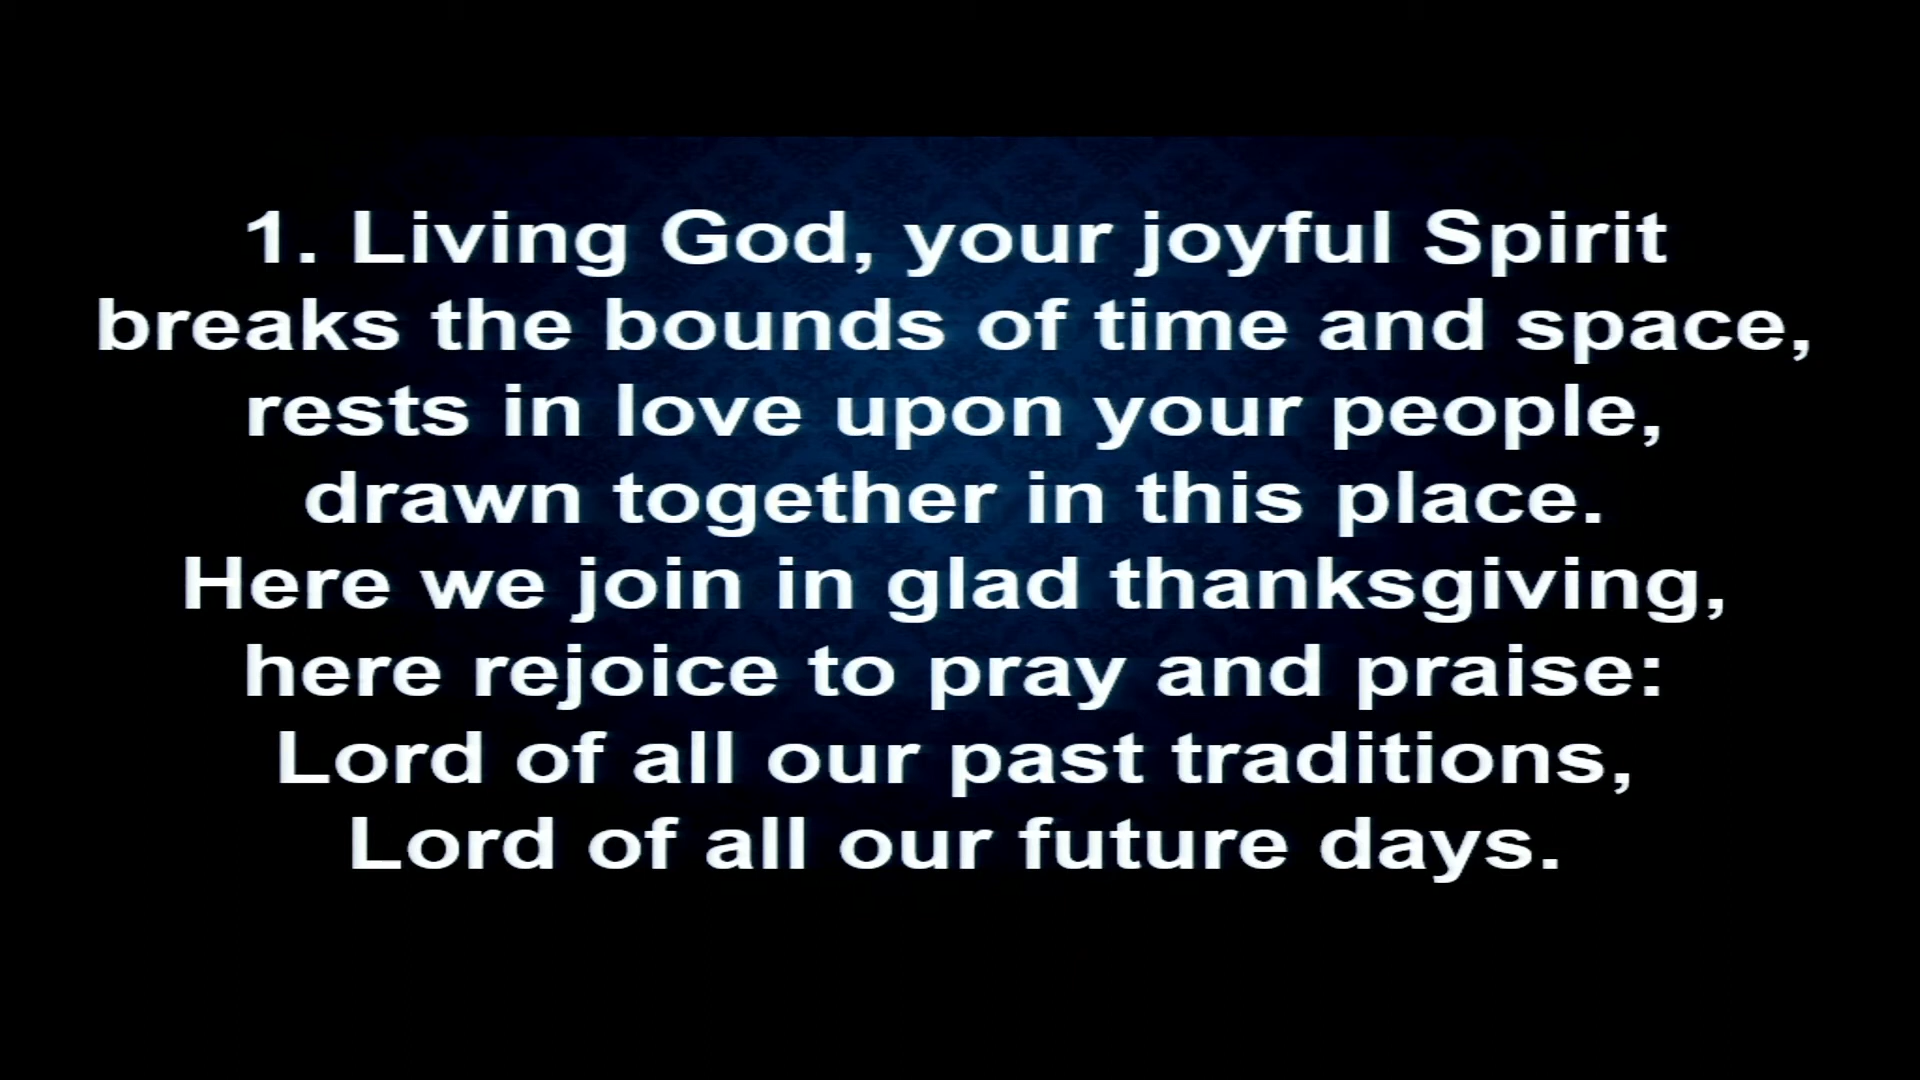 1. Living God, your joyful Spirit
breaks the bounds of time and space,
rests in love upon your people,
drawn together in this place.
Here we join in glad thanksgiving,
here rejoice to pray and praise:
Lord of all our past traditions,
Lord of all our future days.